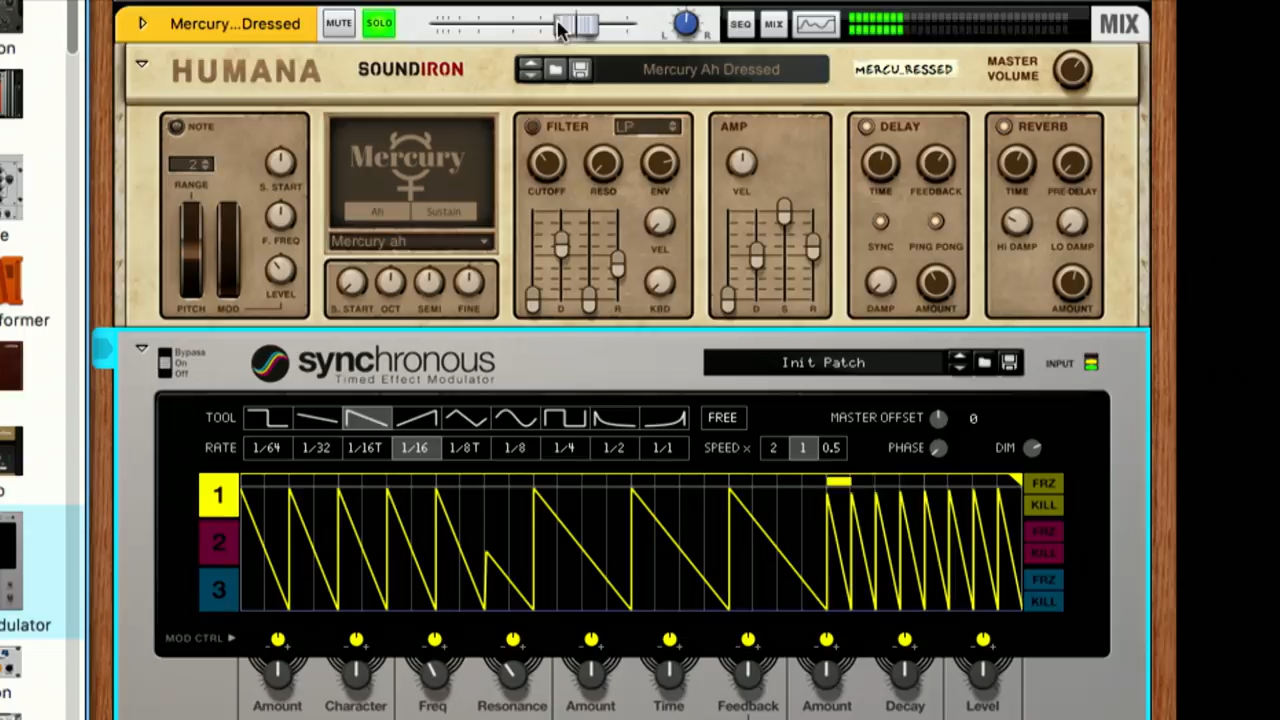 Mercury...Dressed MUTE SOLO L R SEQ MIX MIX
HUMANA SOUNDIRON Mercury Ah Dressed MERCU_RESSED MASTER VOLUME
on
NOTE FILTER LP AMP DELAY REVERB
2
RANGE S. START
Mercury
CUTOFF RESO ENV VEL TIME FEEDBACK TIME PRE-DELAY
e
F. FREQ
Ah Sustain
Mercury ah
VEL SYNC PING PONG HI DAMP LO DAMP
LEVEL
PITCH MOD S. START OCT SEMI FINE D R KBD D S R DAMP AMOUNT AMOUNT
former
Bypass
On
Off
synchronous
Timed Effect Modulator
Init Patch
INPUT
TOOL FREE MASTER OFFSET 0
RATE 1/64 1/32 1/16T 1/16 1/8T 1/8 1/4 1/2 1/1 SPEED x 2 1 0.5 PHASE DIM
1 FRZ
KILL
2 FRZ
KILL
3 FRZ
KILL
dulator
MOD CTRL
- + - + - + - + - + - + - + - + - + - +
on
Amount Character Freq Resonance Amount Time Feedback Amount Decay Level